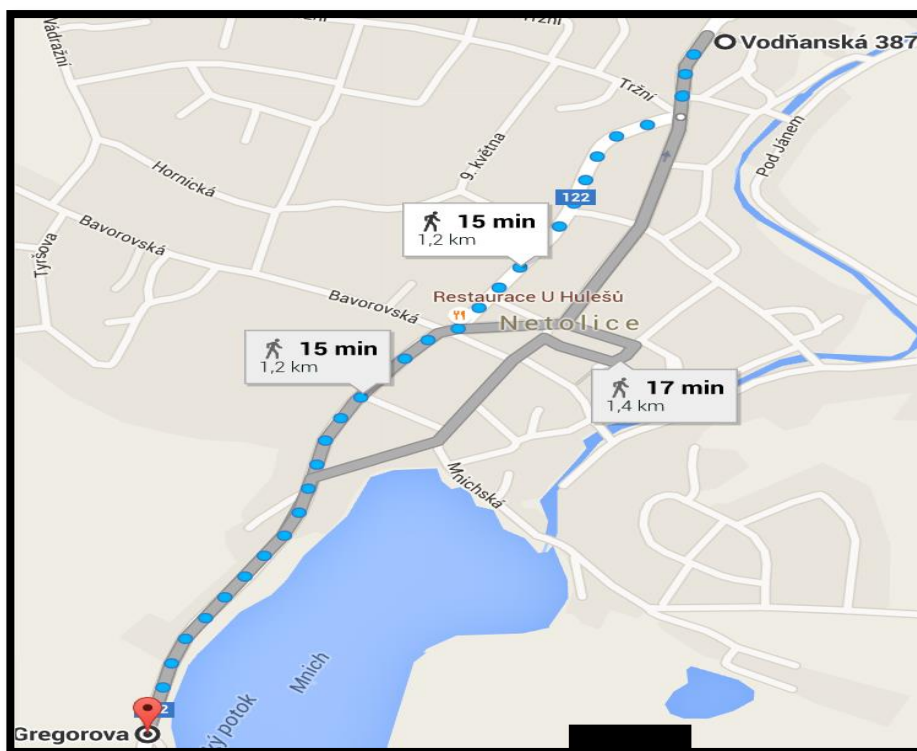 Tržní
Vodňanská 387
Tržní
Pod Jánem
9. května
Hornická
122
15 min
1,2 km
Tyršova
Bavorovská
Bavorovská
Restaurace U Hulešů
Netolice
15 min
1,2 km
17 min
1,4 km
Mnichská
Mnich
potok
Gregorova